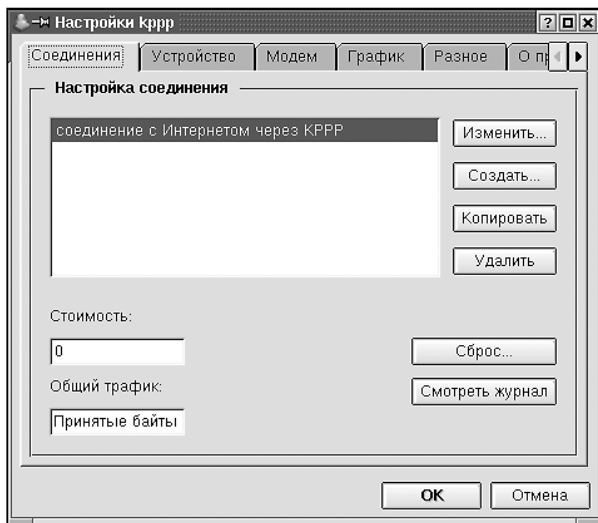 Настройки kppp
Соединения Устройство Модем График Разное О пр
Настройка соединения
соединение с Интернетом через KPPP
Изменить...
Создать...
Копировать
Удалить
Стоимость:
0
Сброс...
Общий трафик:
Смотреть журнал
Принятые байты
OK Отмена